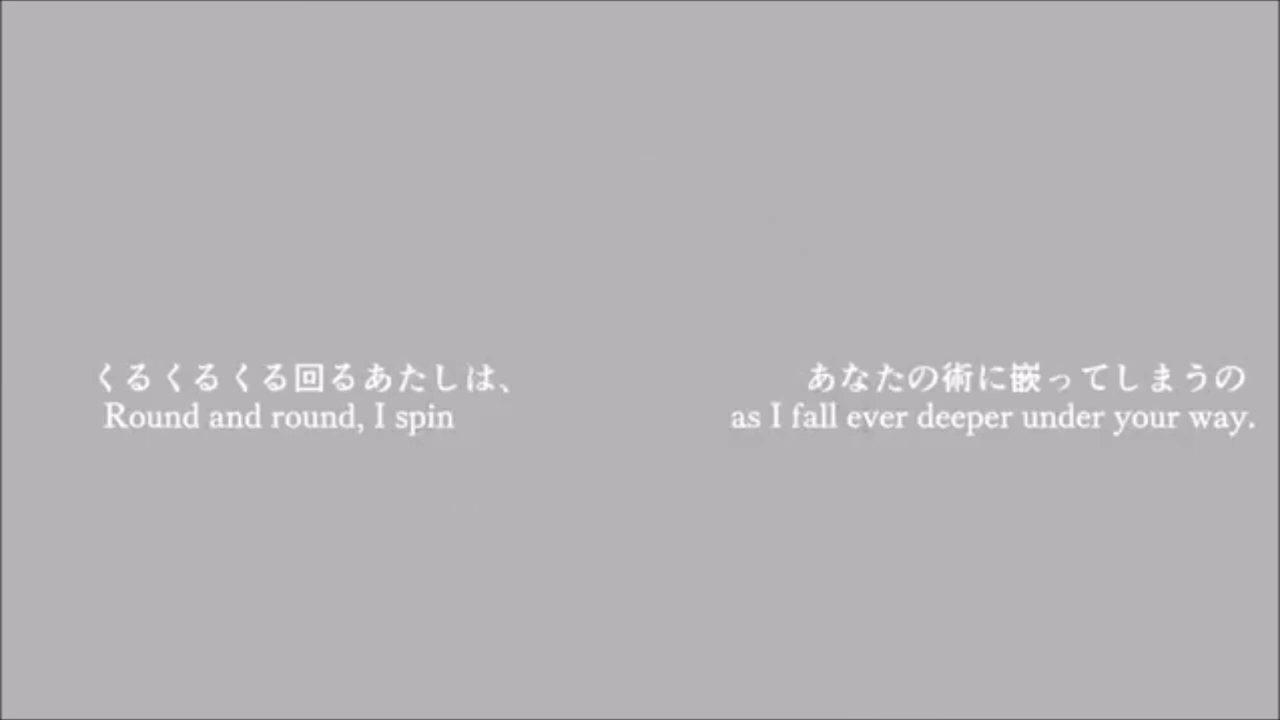 くるくるくる回るあたしは、
Round and round, I spin
あなたの術に嵌ってしまうの
as I fall ever deeper under your way.